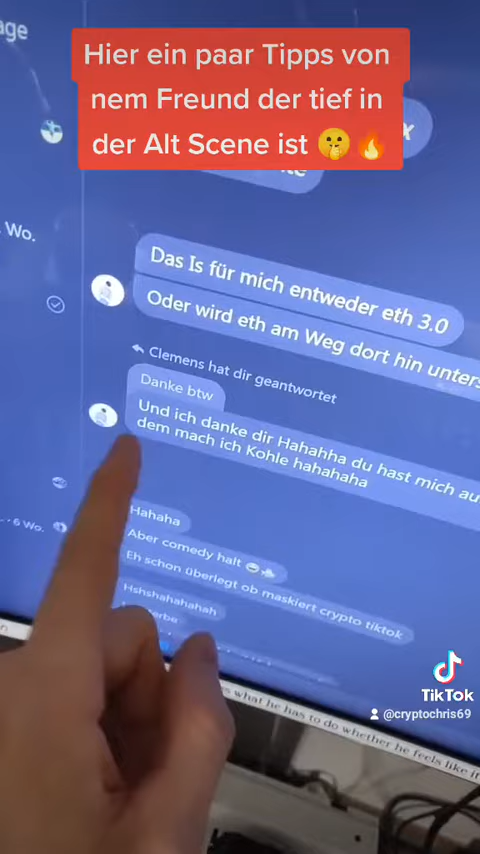 age
Hier ein paar Tipps von
nem Freund der tief in
der Alt Scene ist 🤫🔥
x
Wo.
Das Is für mich entweder eth 3.0
Oder wird eth am Weg dort hin unters
Clemens hat dir geantwortet
Danke btw
Und ich danke dir Hahahha du hast mich au
dem mach ich Kohle hahahaha
Hahaha
Aber comedy halt
6 Wo.
Eh schon überlegt ob maskiert crypto tiktok
Hshshahahahah
TikTok
@cryptochris69
what he has to do whether he feels like it